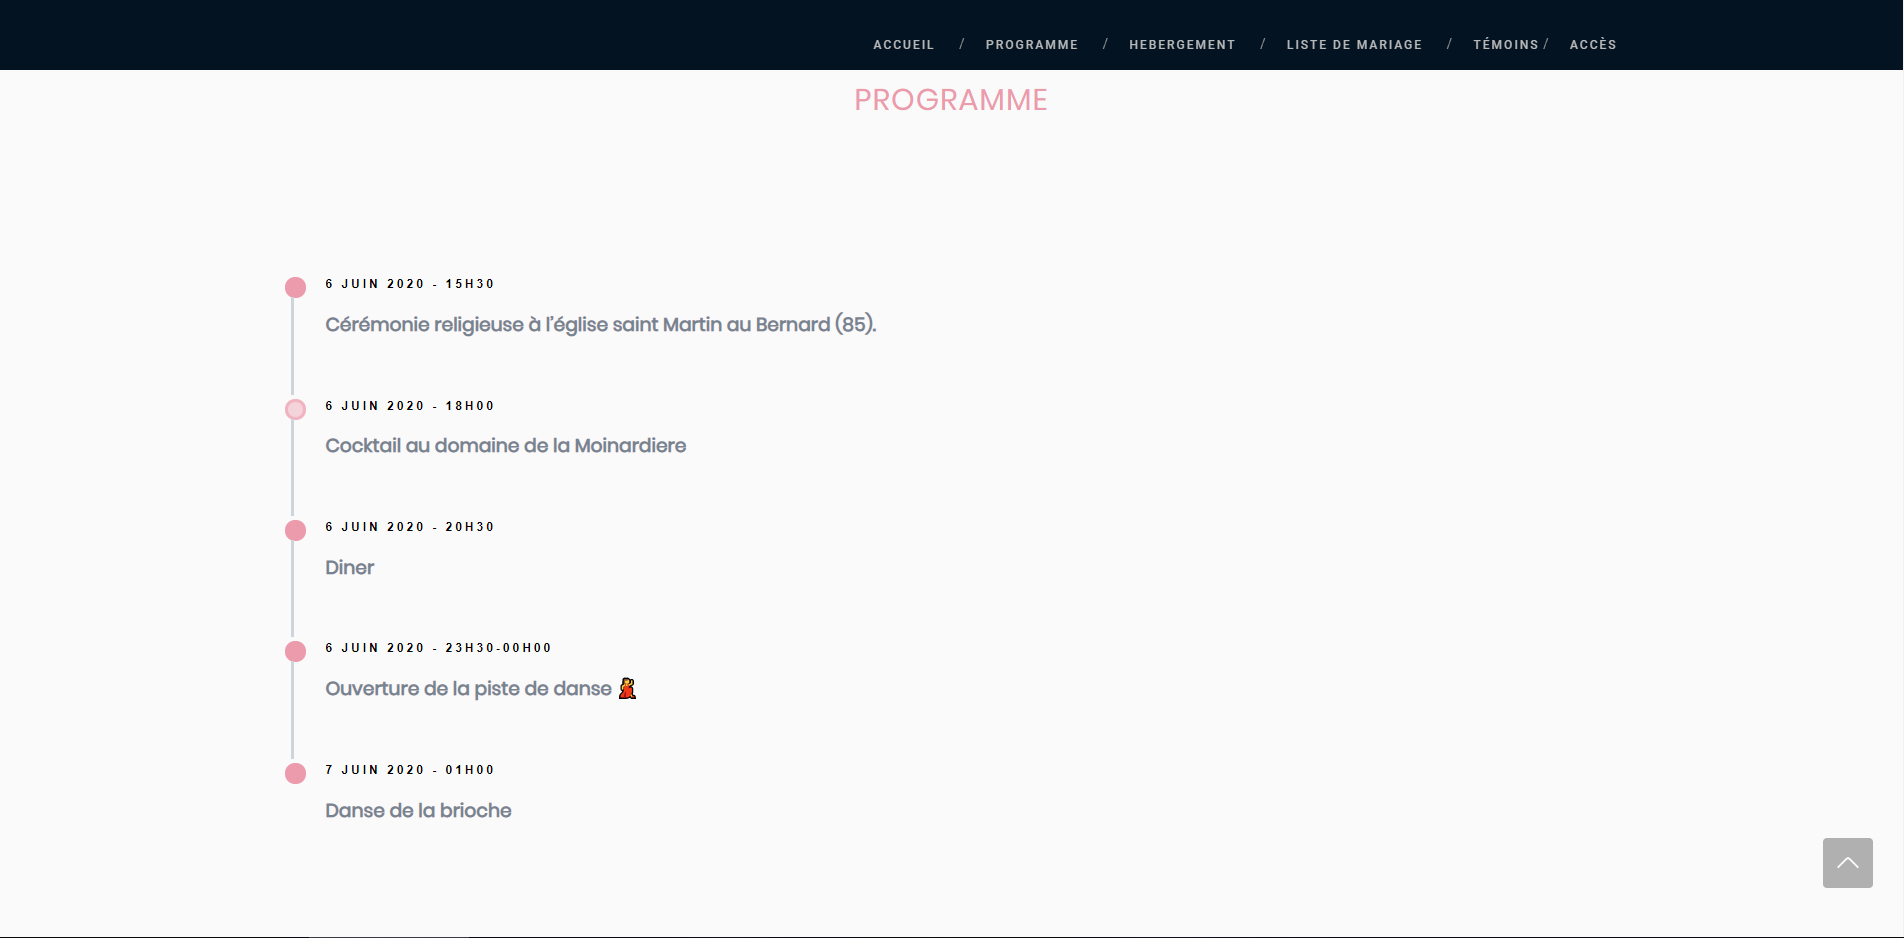 ACCUEIL / PROGRAMME / HEBERGEMENT / LISTE DE MARIAGE / TÉMOINS / ACCÈS
PROGRAMME
6 JUIN 2020 - 15H30
Cérémonie religieuse à l'église saint Martin au Bernard (85).
6 JUIN 2020 - 18H00
Cocktail au domaine de la Moinardiere
6 JUIN 2020 - 20H30
Diner
6 JUIN 2020 - 23H30-00H00
Ouverture de la piste de danse 💃
7 JUIN 2020 - 01H00
Danse de la brioche